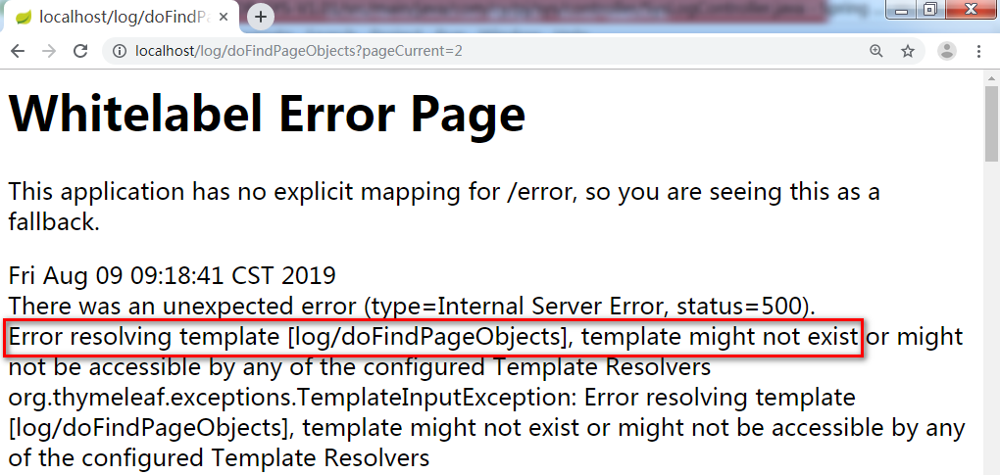 localhost/log/doFindPa
localhost/log/doFindPageObjects?pageCurrent=2
Whitelabel Error Page
This application has no explicit mapping for /error, so you are seeing this as a
fallback.
Fri Aug 09 09:18:41 CST 2019
There was an unexpected error (type=Internal Server Error, status=500).
Error resolving template [log/doFindPageObjects], template might not exist or might
not be accessible by any of the configured Template Resolvers
org.thymeleaf.exceptions.TemplateInputException: Error resolving template
[log/doFindPageObjects], template might not exist or might not be accessible by any
of the configured Template Resolvers